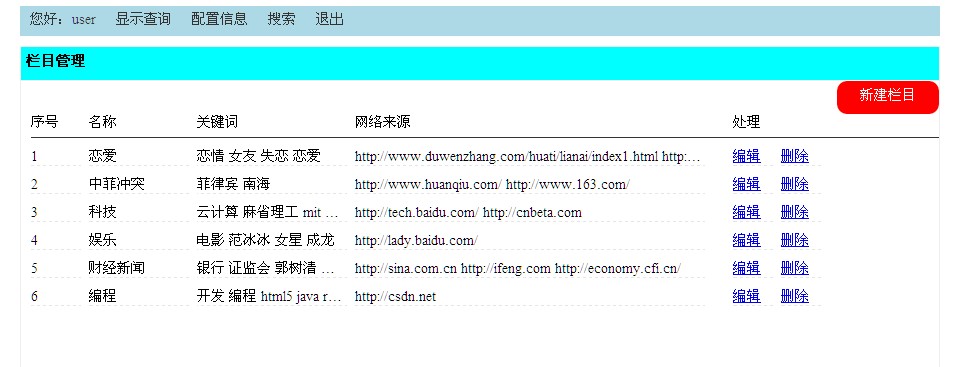 您好：user 显示查询 配置信息 搜索 退出
栏目管理
新建栏目
序号 名称 关键词 网络来源 处理
1 恋爱 恋情 女友 失恋 恋爱 http://www.duwenzhang.com/huati/lianai/index1.html http:... 编辑 删除
2 中菲冲突 菲律宾 南海 http://www.huanqiu.com/ http://www.163.com/ 编辑 删除
3 科技 云计算 麻省理工 mit ... http://tech.baidu.com/ http://cnbeta.com 编辑 删除
4 娱乐 电影 范冰冰 女星 成龙 http://lady.baidu.com/ 编辑 删除
5 财经新闻 银行 证监会 郭树清 ... http://sina.com.cn http://ifeng.com http://economy.cfi.cn/ 编辑 删除
6 编程 开发 编程 html5 java r... http://csdn.net 编辑 删除